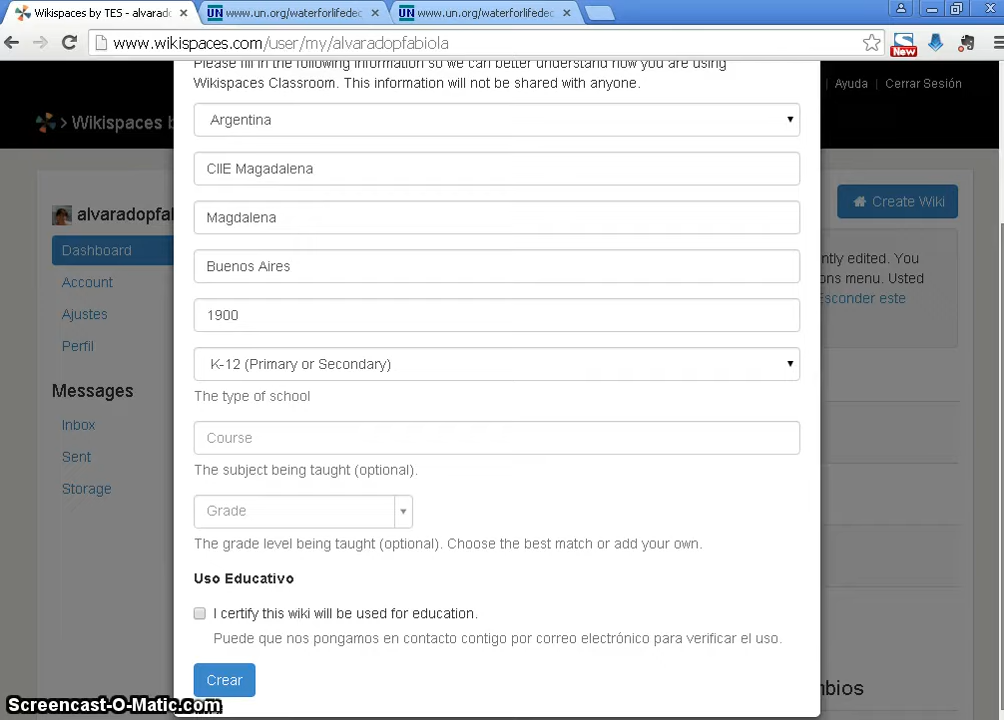 Wikispaces by TES - alvarad
www.un.org/waterforlifedec
www.un.org/waterforlifedec
www.wikispaces.com/user/my/alvaradopfabiola
New
Please fill in the following information so we can better understand how you are using
Wikispaces Classroom. This information will not be shared with anyone.
| Ayuda | Cerrar Sesión
> Wikispaces b
Argentina
CIIE Magadalena
Magdalena
Buenos Aires
1900
K-12 (Primary or Secondary)
The type of school
Course
The subject being taught (optional).
Grade
The grade level being taught (optional). Choose the best match or add your own.
Uso Educativo
I certify this wiki will be used for education.
Puede que nos pongamos en contacto contigo por correo electrónico para verificar el uso.
Crear
alvaradopfa
Dashboard
Account
Ajustes
Perfil
Messages
Inbox
Sent
Storage
Create Wiki
ntly edited. You
ons menu. Usted
Esconder este
mbios
Screencast-O-Matic.com